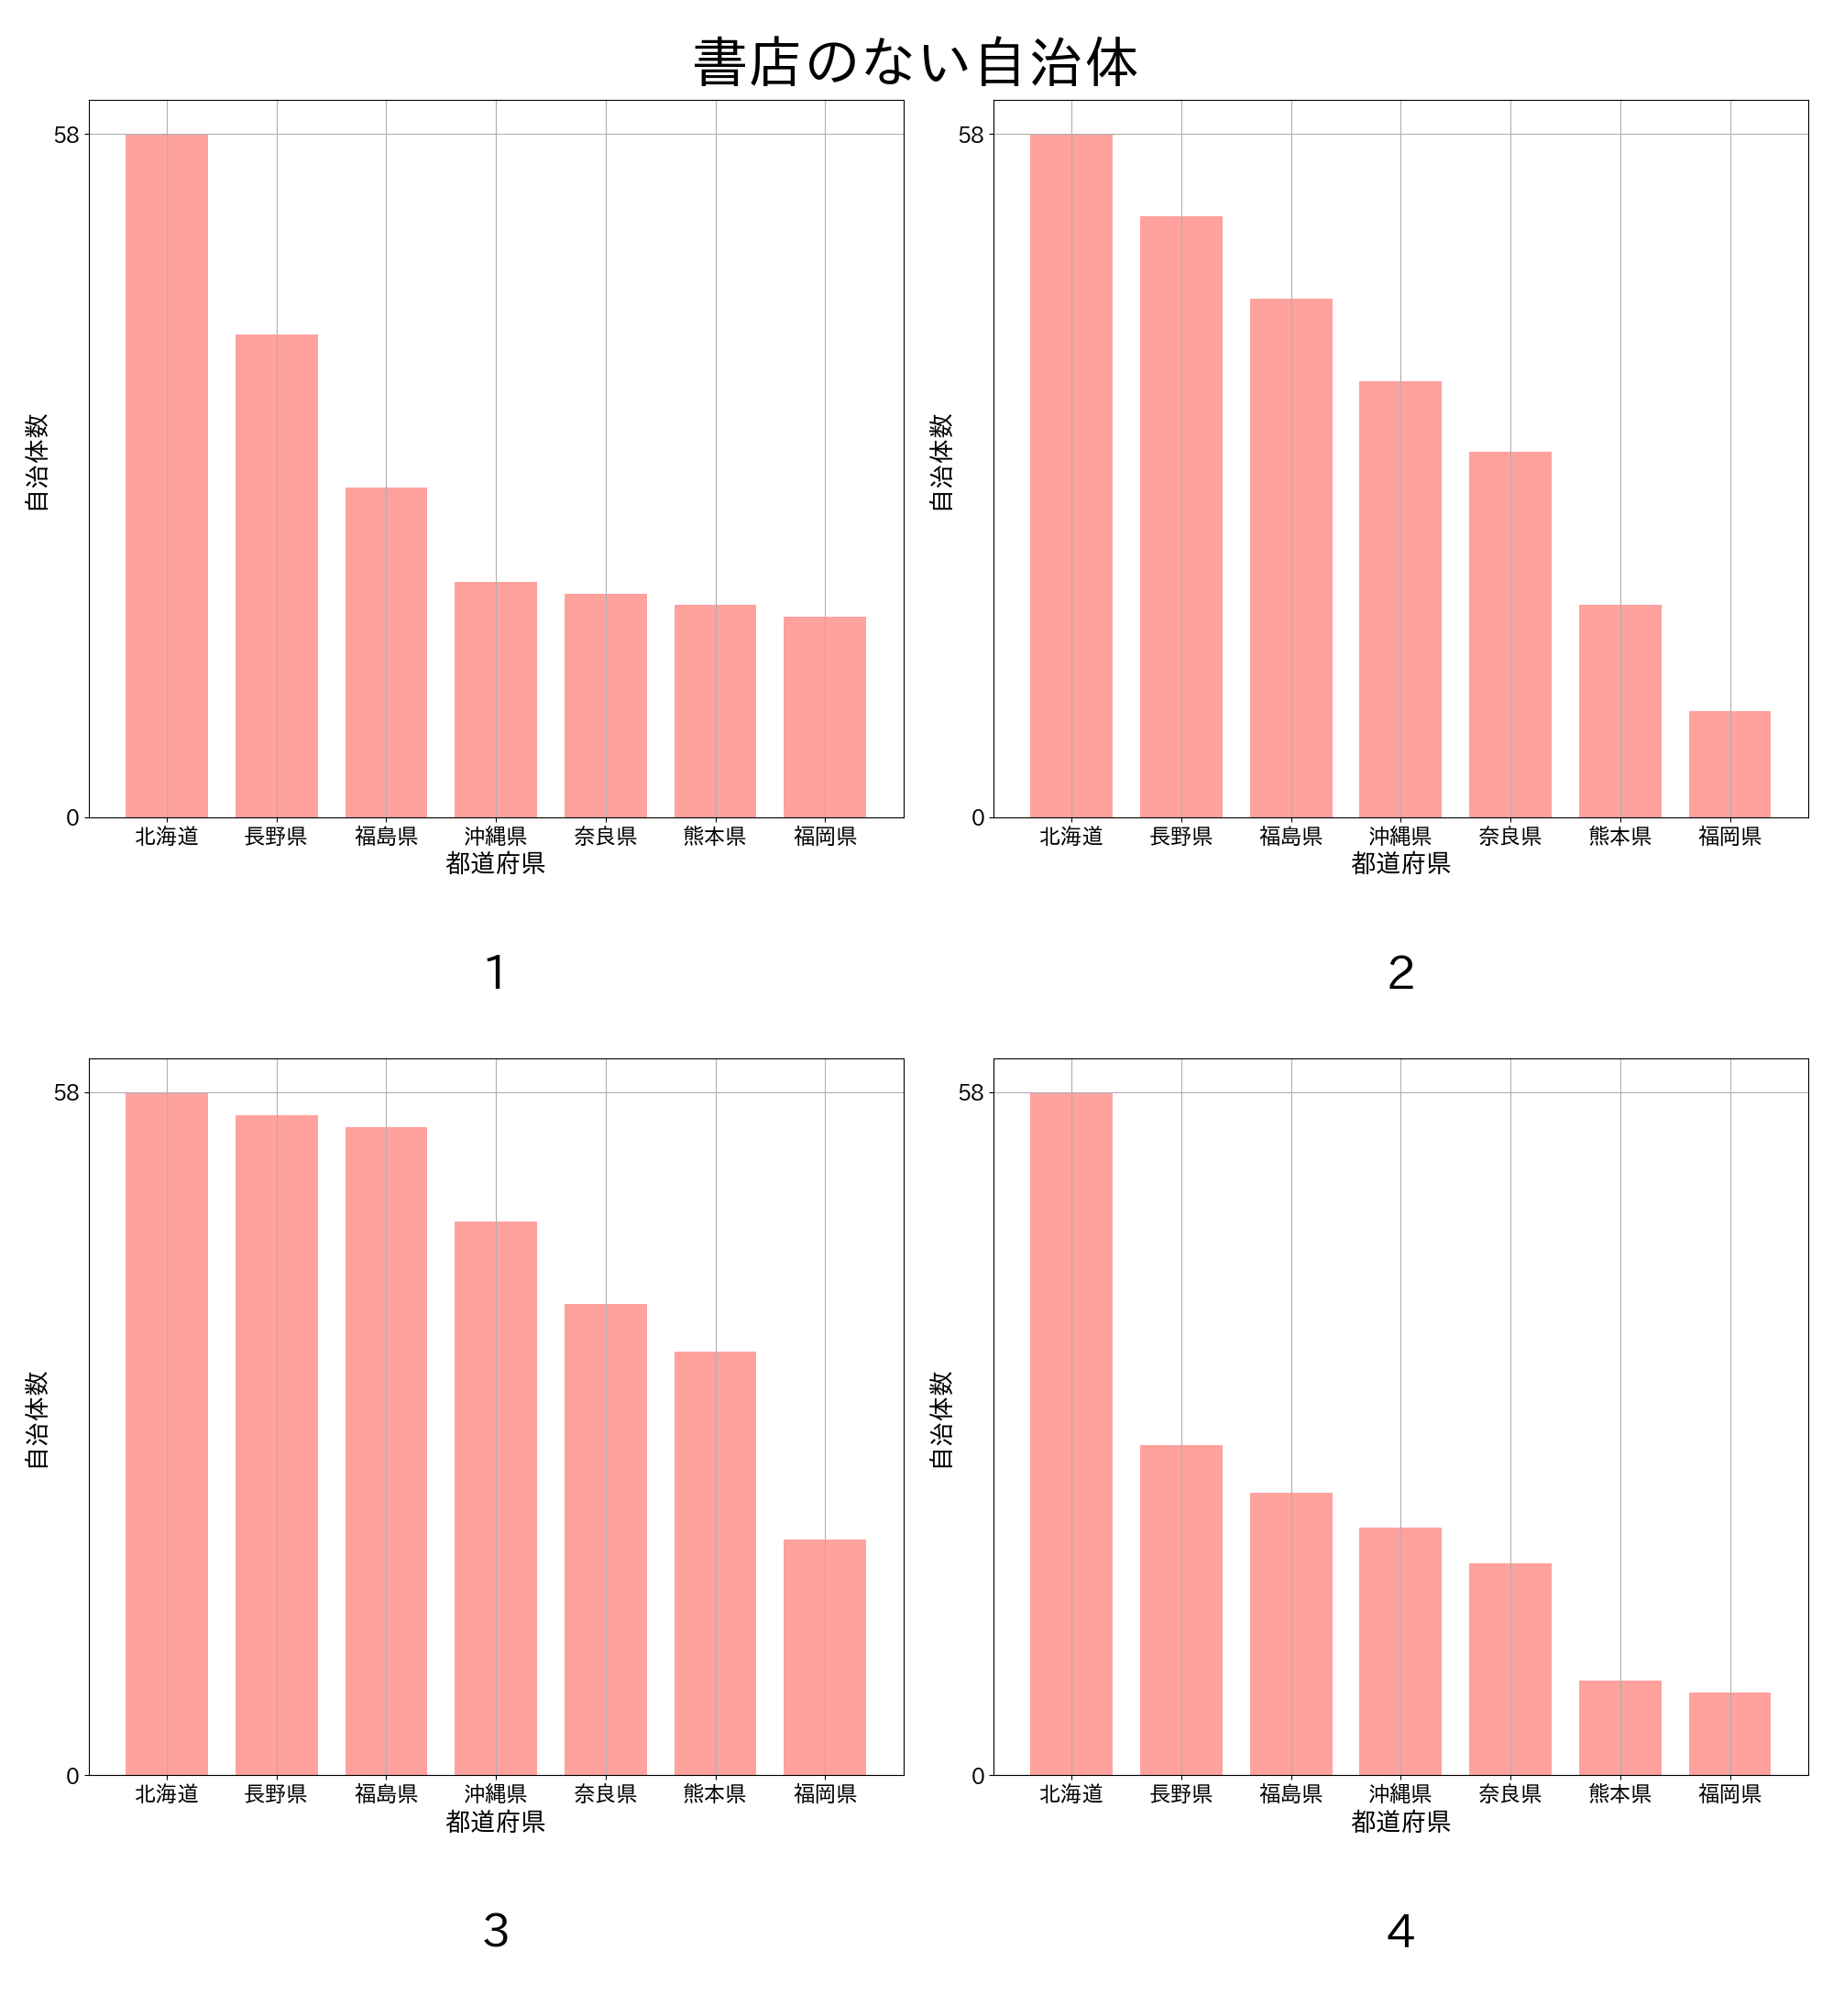 書店のない自治体
58
0
自治体数
北海道 長野県 福島県 沖縄県 奈良県 熊本県 福岡県
都道府県
1
58
0
自治体数
北海道 長野県 福島県 沖縄県 奈良県 熊本県 福岡県
都道府県
2
58
0
自治体数
北海道 長野県 福島県 沖縄県 奈良県 熊本県 福岡県
都道府県
3
58
0
自治体数
北海道 長野県 福島県 沖縄県 奈良県 熊本県 福岡県
都道府県
4